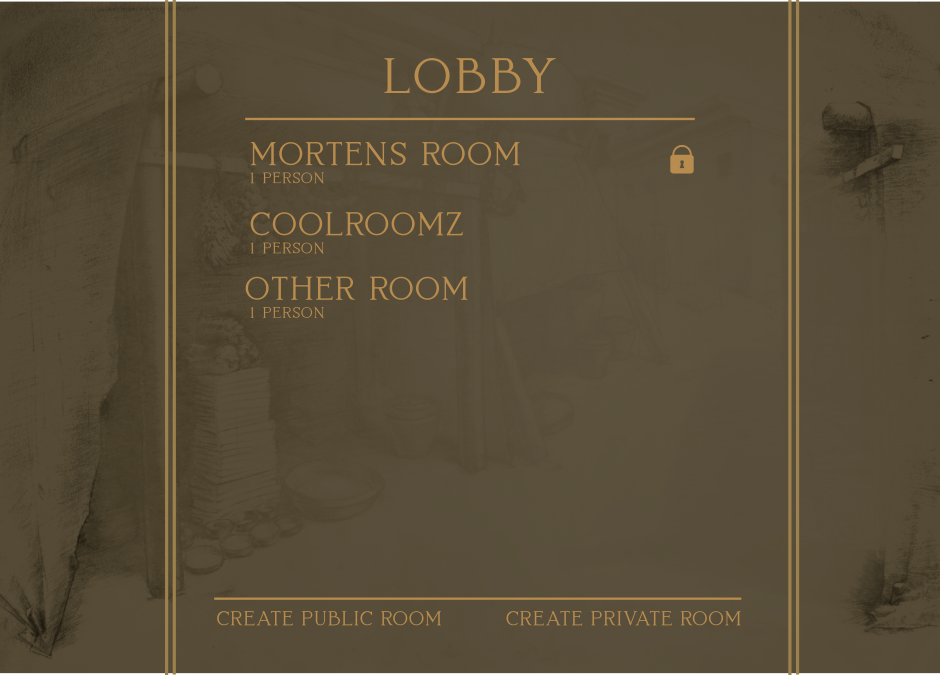 LOBBY
MORTENS ROOM
1 PERSON
COOLROOMZ
1 PERSON
OTHER ROOM
1 PERSON
CREATE PUBLIC ROOM CREATE PRIVATE ROOM